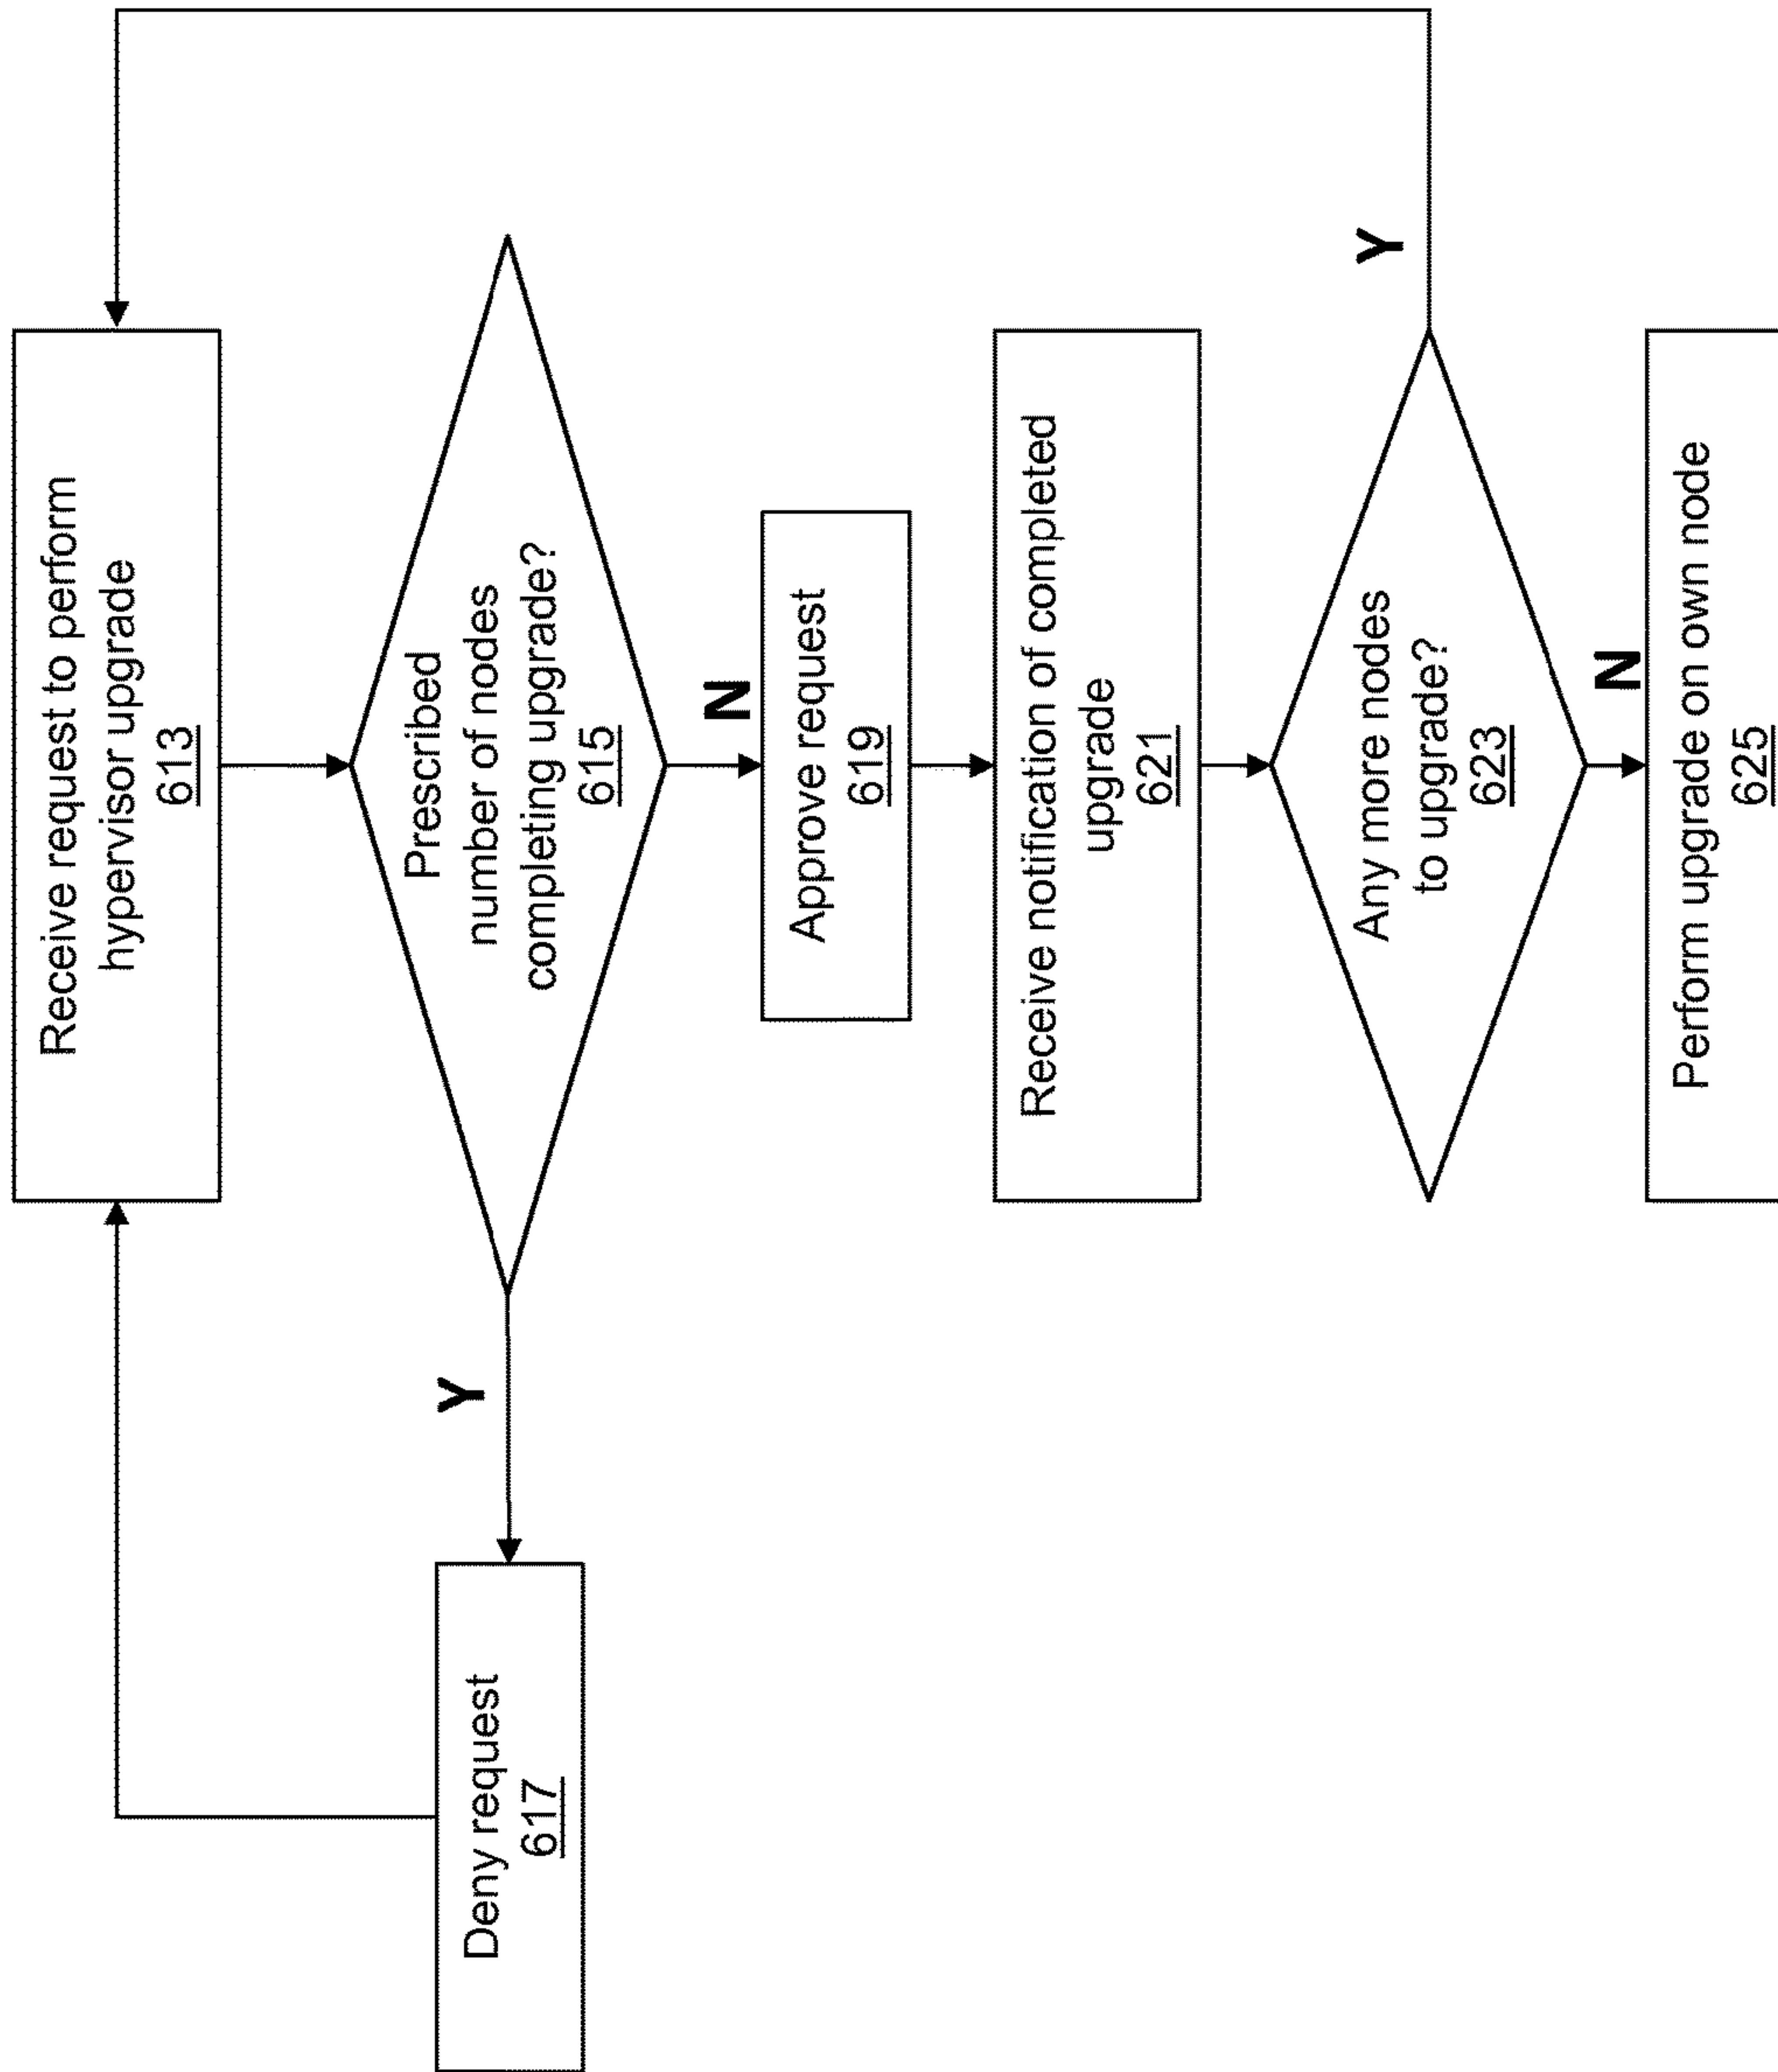 Receive request to perform
hypervisor upgrade
613
Prescribed
number of nodes
completing upgrade?
615
Y
Deny request
617
N
Approve request
619
Receive notification of completed
upgrade
621
Any more nodes
to upgrade?
623
Y
N
Perform upgrade on own node
625